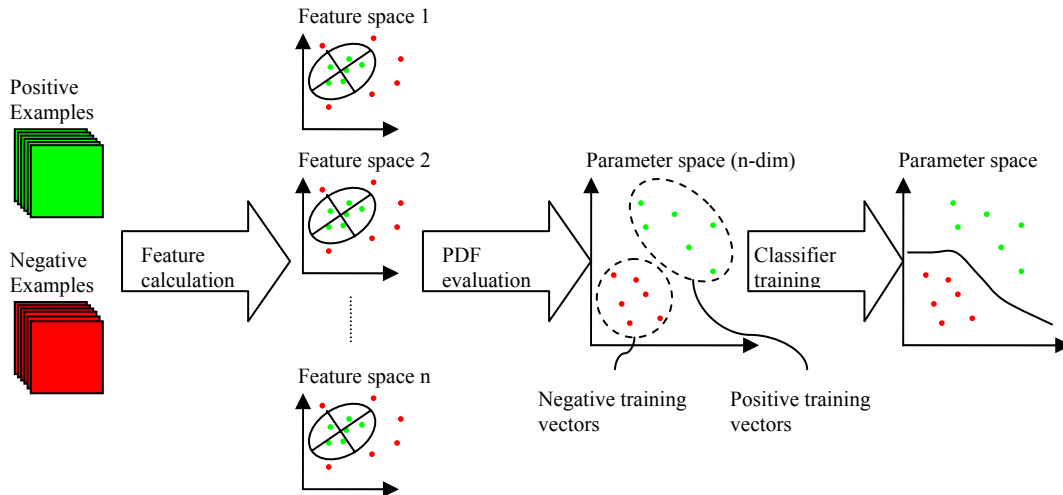 Positive
Examples
Negative
Examples
Feature
calculation
Feature space 1
Feature space 2
Feature space n
PDF
evaluation
Parameter space (n-dim)
Negative training
vectors
Positive training
vectors
Classifier
training
Parameter space